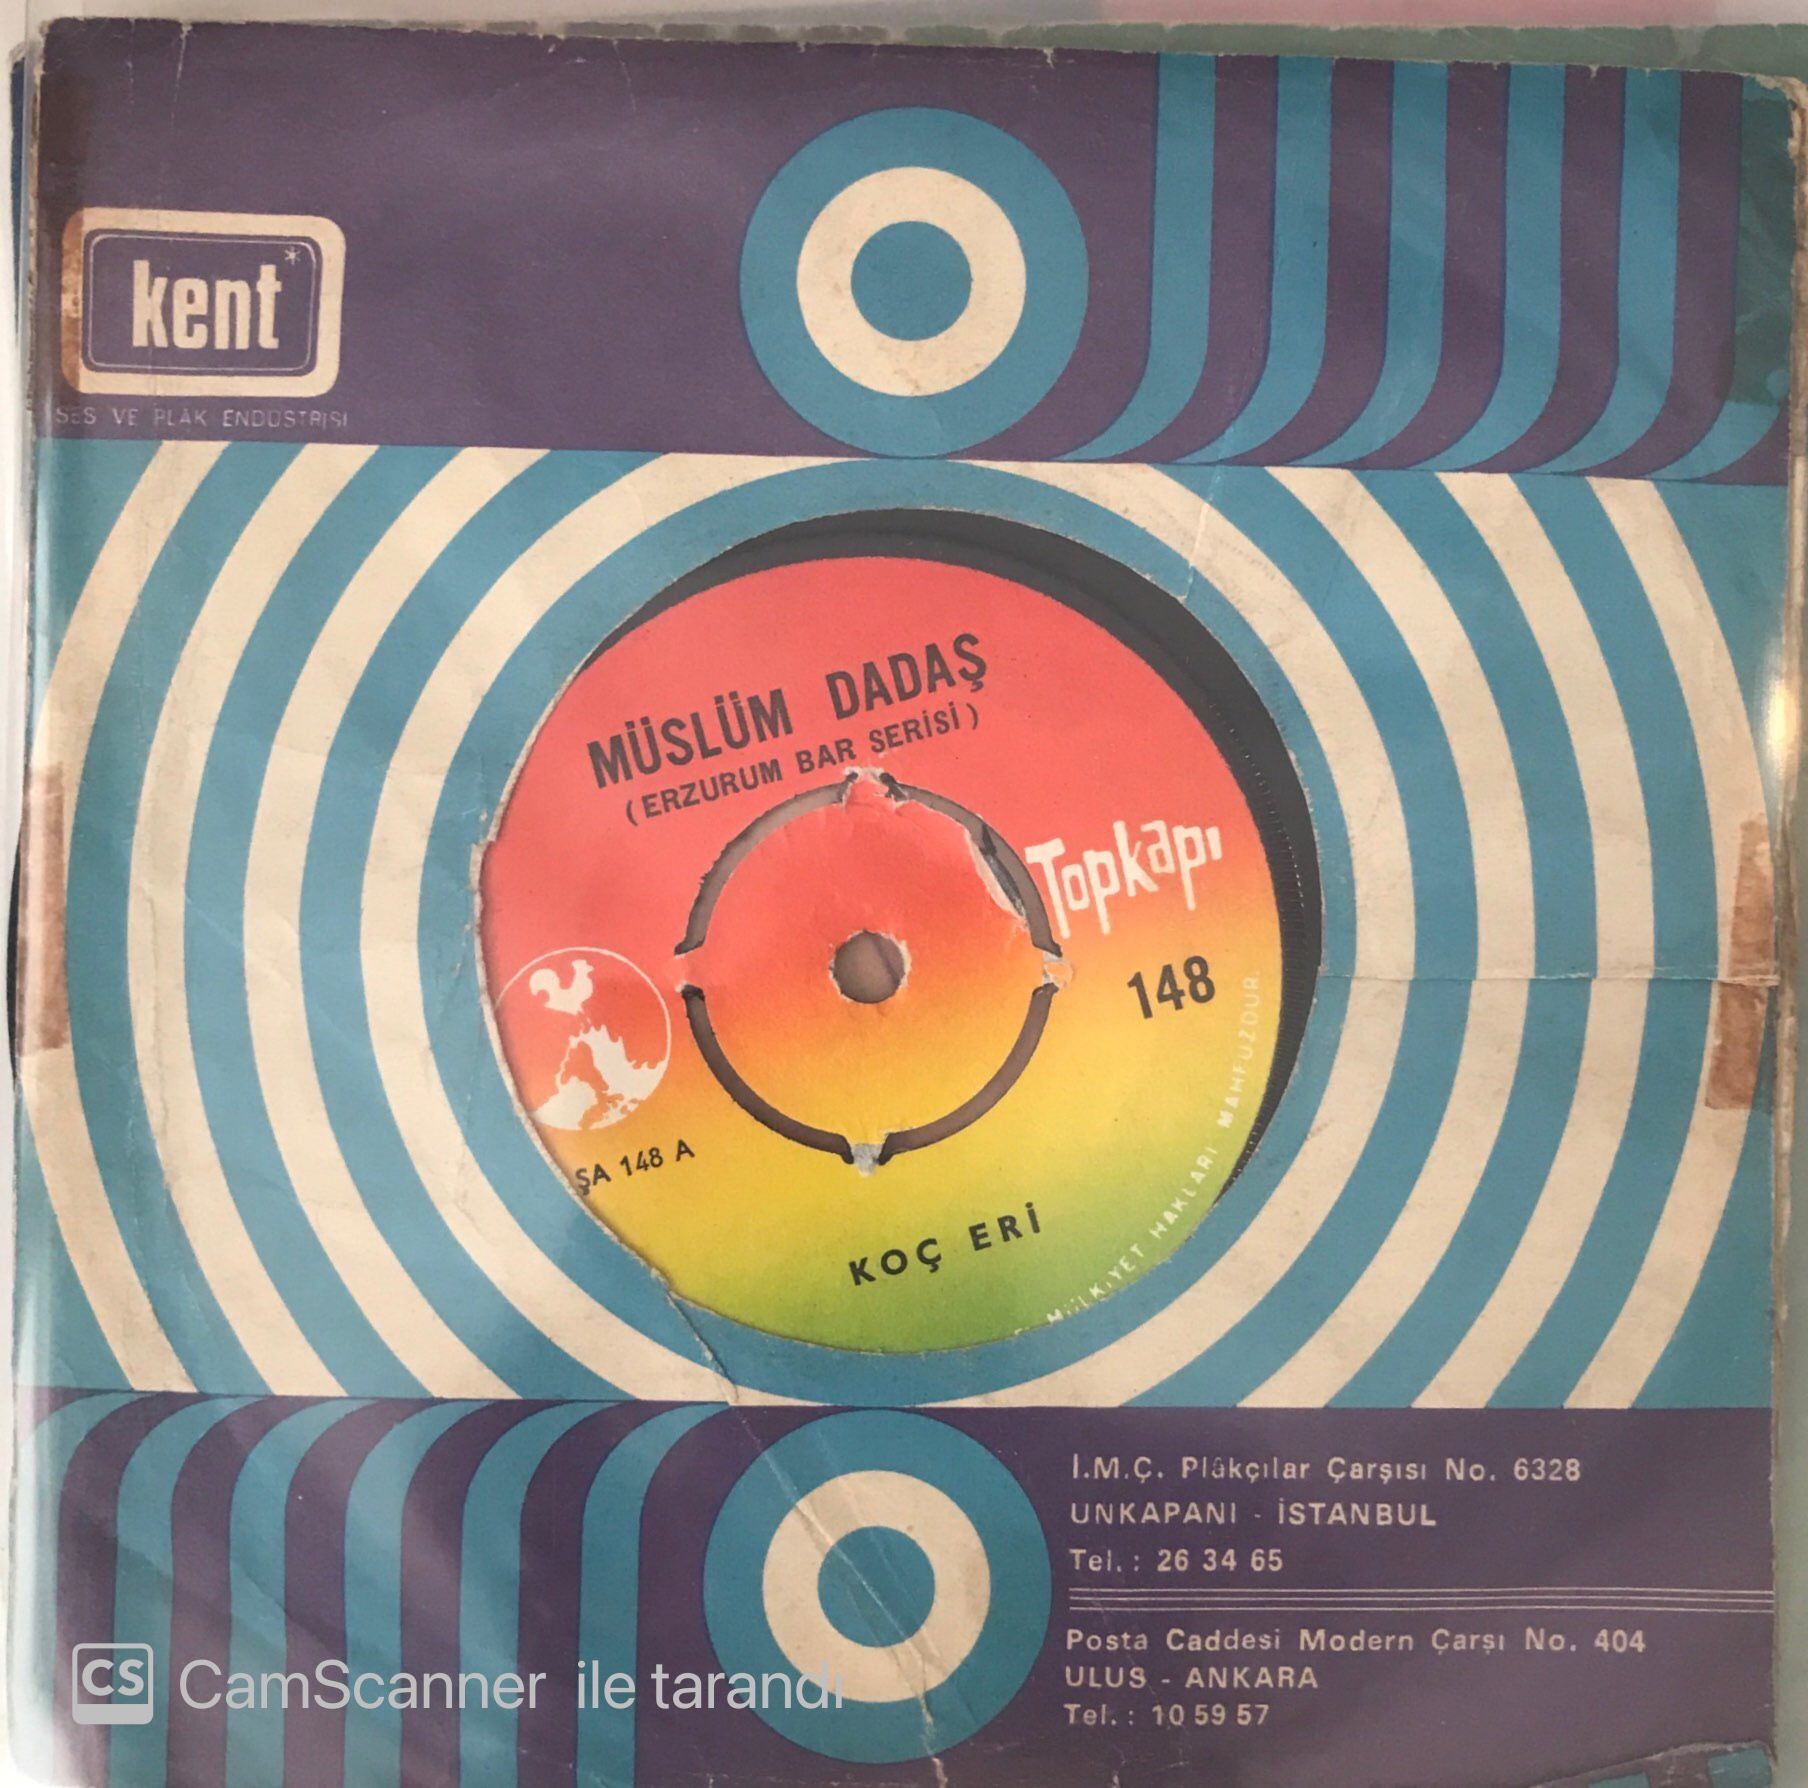 kent
SES VE PLÂK ENDÜSTRİSİ
MÜSLÜM DADAŞ
(ERZURUM BAR SERİSİ)
Topkapı
148
ŞA 148 A
KOÇ ERİ
MÜLKİYET HAKLARI MAHFUZDUR.
İ.M.Ç. Plâkçılar Çarşısı No. 6328
UNKAPANI - İSTANBUL
Tel. : 26 34 65
Posta Caddesi Modern Çarşı No. 404
ULUS - ANKARA
Tel. : 10 59 57
CS CamScanner ile tarandı